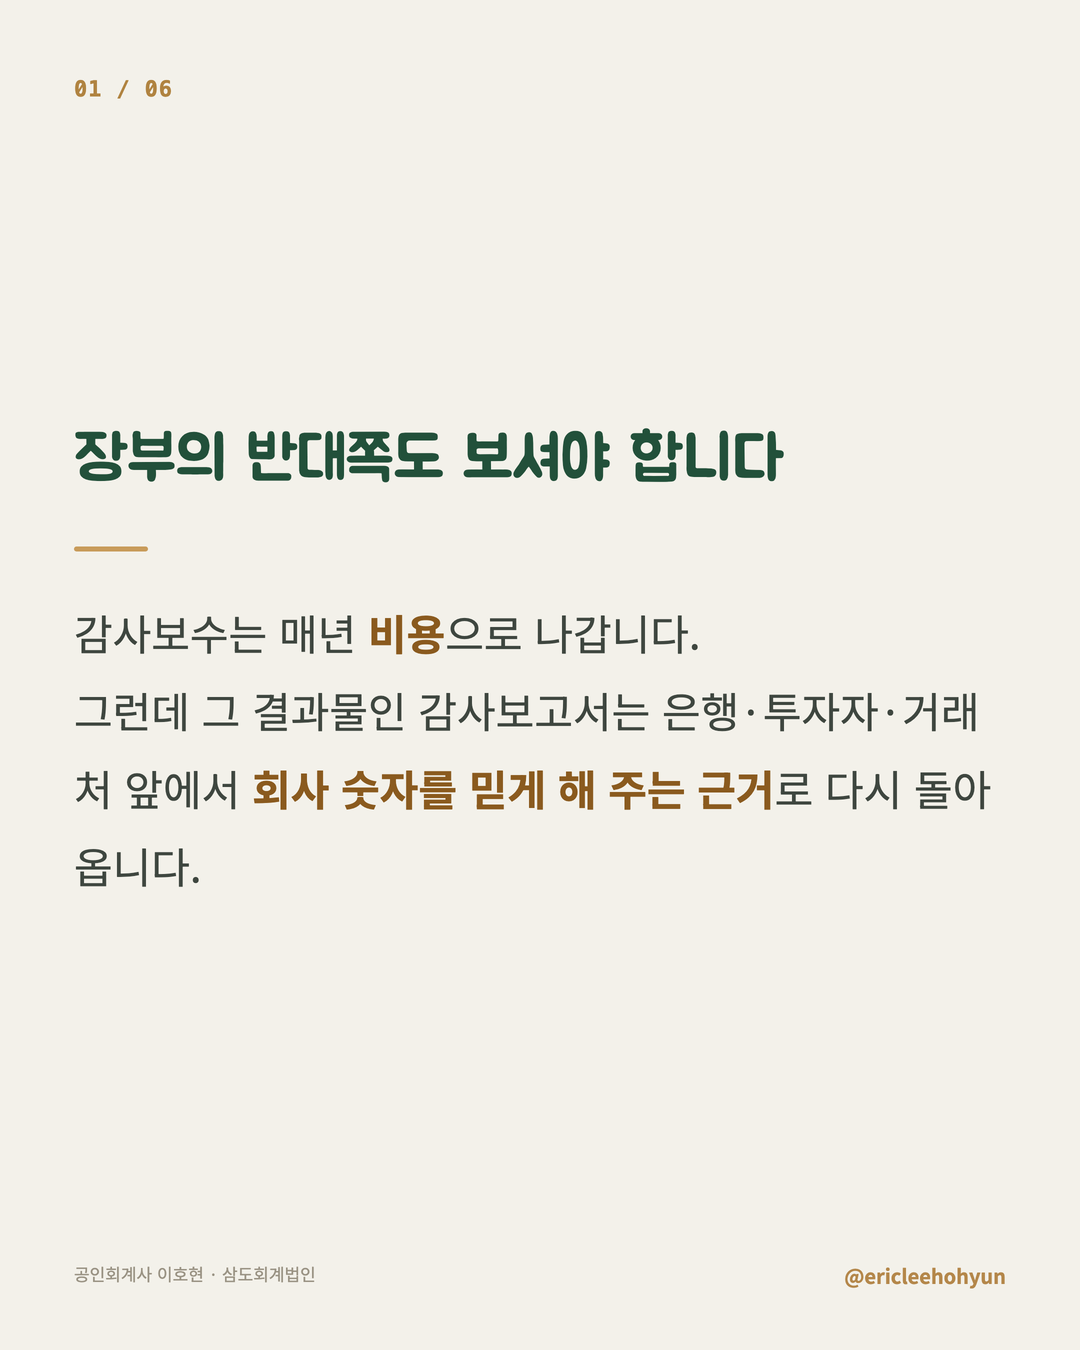 01 / 06
장부의 반대쪽도 보셔야 합니다
감사보수는 매년 비용으로 나갑니다.
그런데 그 결과물인 감사보고서는 은행·투자자·거래
처 앞에서 회사 숫자를 믿게 해 주는 근거로 다시 돌아
옵니다.
공인회계사 이호현 · 삼도회계법인
@ericleehohyun